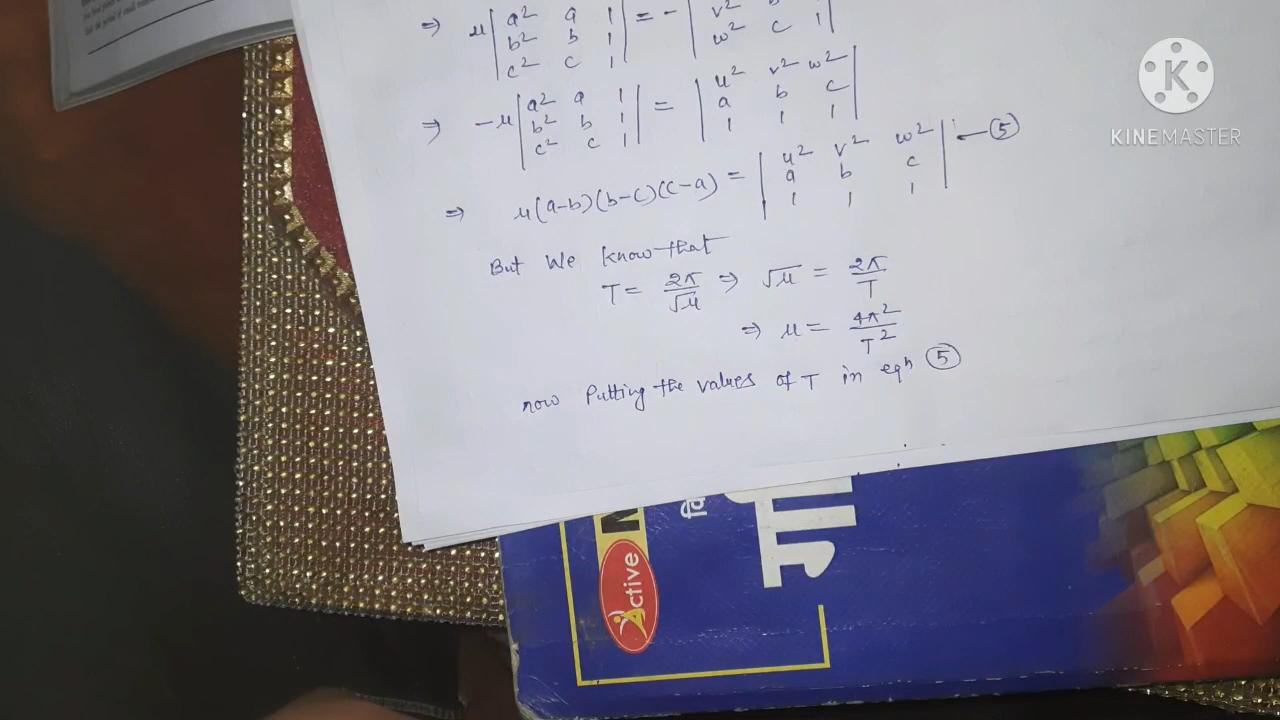 ⇒ μ | a² a 1 | = - | v² 1 |
| b² b 1 | | w² c 1 |
| c² c 1 |
⇒ -μ | a² a 1 | = | u² v² w² |
| b² b 1 | | a b c |
| c² c 1 | | 1 1 1 |
⇒ μ(a-b)(b-c)(c-a) = | u² v² w² | — ⑤
| a b c |
| 1 1 1 |
But We know that
T = 2π/√μ ⇒ √μ = 2π/T
⇒ μ = 4π²/T²
now Putting the values of T in eqn ⑤
KINEMASTER
Active